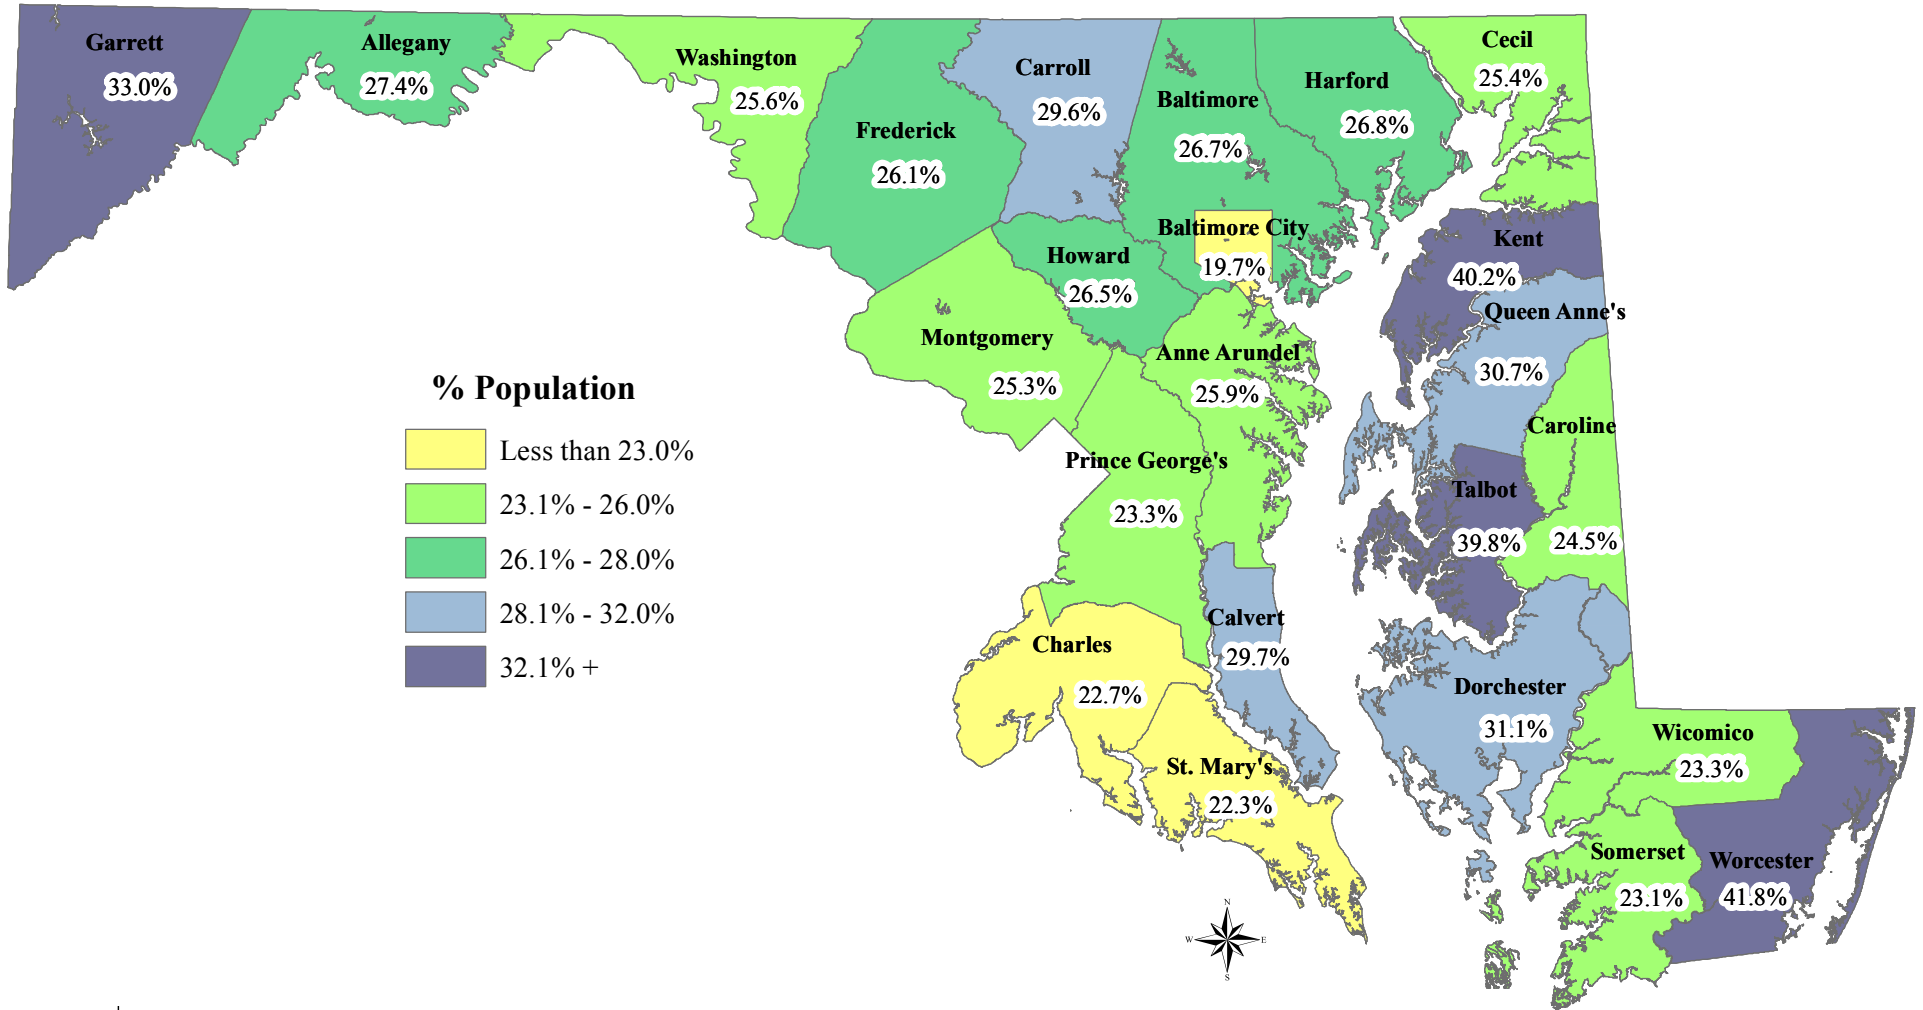 Garrett
33.0%
Allegany
27.4%
Washington
25.6%
Frederick
26.1%
Carroll
29.6%
Baltimore
26.7%
Harford
26.8%
Cecil
25.4%
Baltimore City
19.7%
Howard
26.5%
Kent
40.2%
Queen Anne's
30.7%
Montgomery
25.3%
Anne Arundel
25.9%
Caroline
24.5%
Prince George's
23.3%
Talbot
39.8%
% Population
Less than 23.0%
23.1% - 26.0%
26.1% - 28.0%
28.1% - 32.0%
32.1% +
Charles
22.7%
Calvert
29.7%
Dorchester
31.1%
St. Mary's
22.3%
Wicomico
23.3%
Somerset
23.1%
Worcester
41.8%
N
W E
S